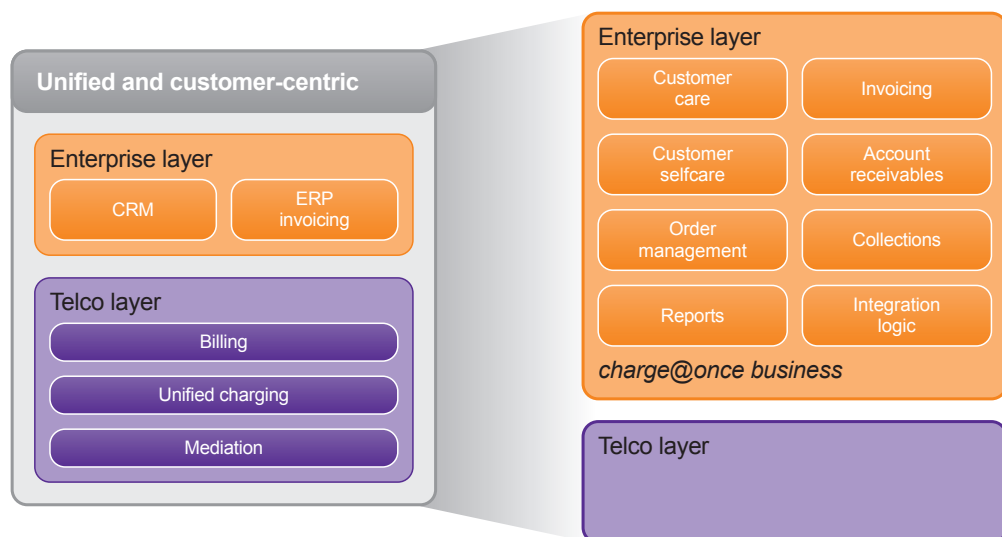 Unified and customer-centric
Enterprise layer
CRM
ERP
invoicing
Telco layer
Billing
Unified charging
Mediation
Enterprise layer
Customer
care
Invoicing
Customer
selfcare
Account
receivables
Order
management
Collections
Reports
Integration
logic
charge@once business
Telco layer